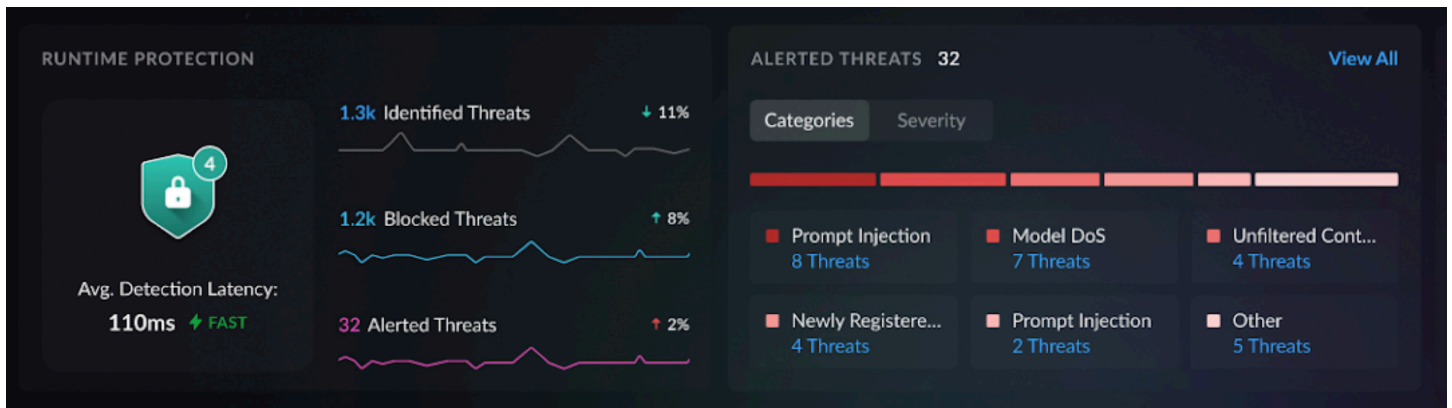 RUNTIME PROTECTION
4
Avg. Detection Latency:
110ms FAST
1.3k Identified Threats 11%
1.2k Blocked Threats 8%
32 Alerted Threats 2%
ALERTED THREATS 32 View All
Categories Severity
Prompt Injection
8 Threats
Model DoS
7 Threats
Unfiltered Cont...
4 Threats
Newly Registere...
4 Threats
Prompt Injection
2 Threats
Other
5 Threats